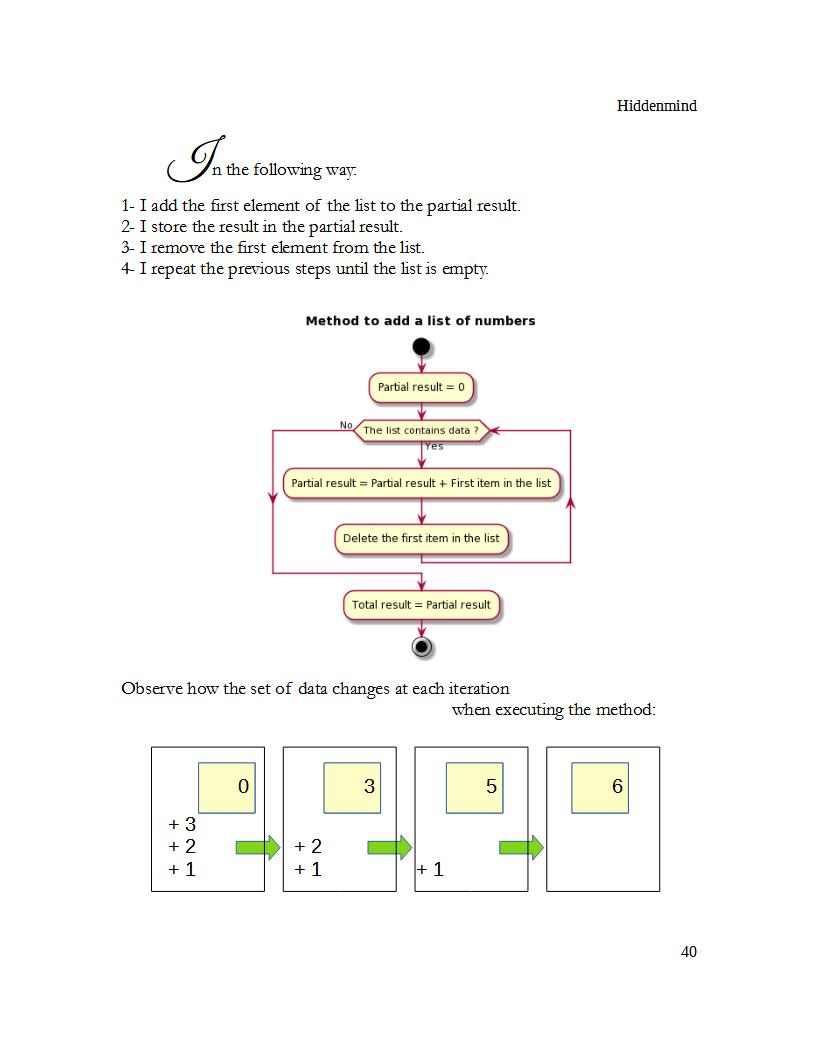 Hiddenmind
In the following way:
1- I add the first element of the list to the partial result.
2- I store the result in the partial result.
3- I remove the first element from the list.
4- I repeat the previous steps until the list is empty.
Method to add a list of numbers
Partial result = 0
No
The list contains data ?
Yes
Partial result = Partial result + First item in the list
Delete the first item in the list
Total result = Partial result
Observe how the set of data changes at each iteration
when executing the method:
0
+ 3
+ 2
+ 1
3
+ 2
+ 1
5
+ 1
6
40